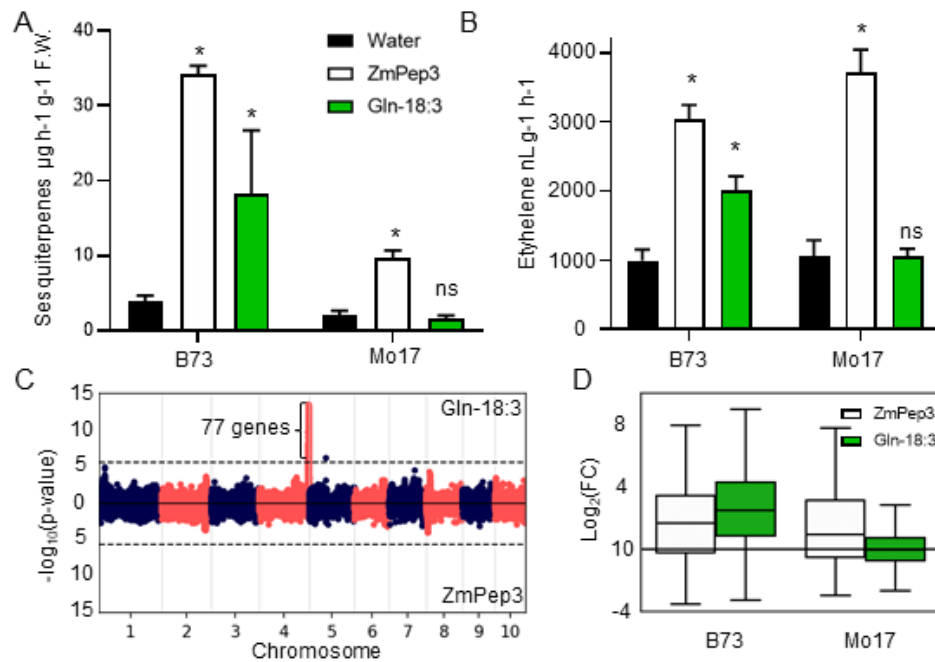 A
Sesquiterpenes µg h-1 g-1 F.W.
40
30
20
10
0
* * * ns
B73 Mo17
Water
ZmPep3
Gln-18:3
B
Etyhelene nL g-1 h-1
4000
3000
2000
1000
0
* * * ns
B73 Mo17
C
-log₁₀(p-value)
15
10
5
0
5
10
15
Gln-18:3
77 genes
ZmPep3
1 2 3 4 5 6 7 8 9 10
Chromosome
D
Log₂(FC)
8
4
10
-4
ZmPep3
Gln-18:3
B73 Mo17